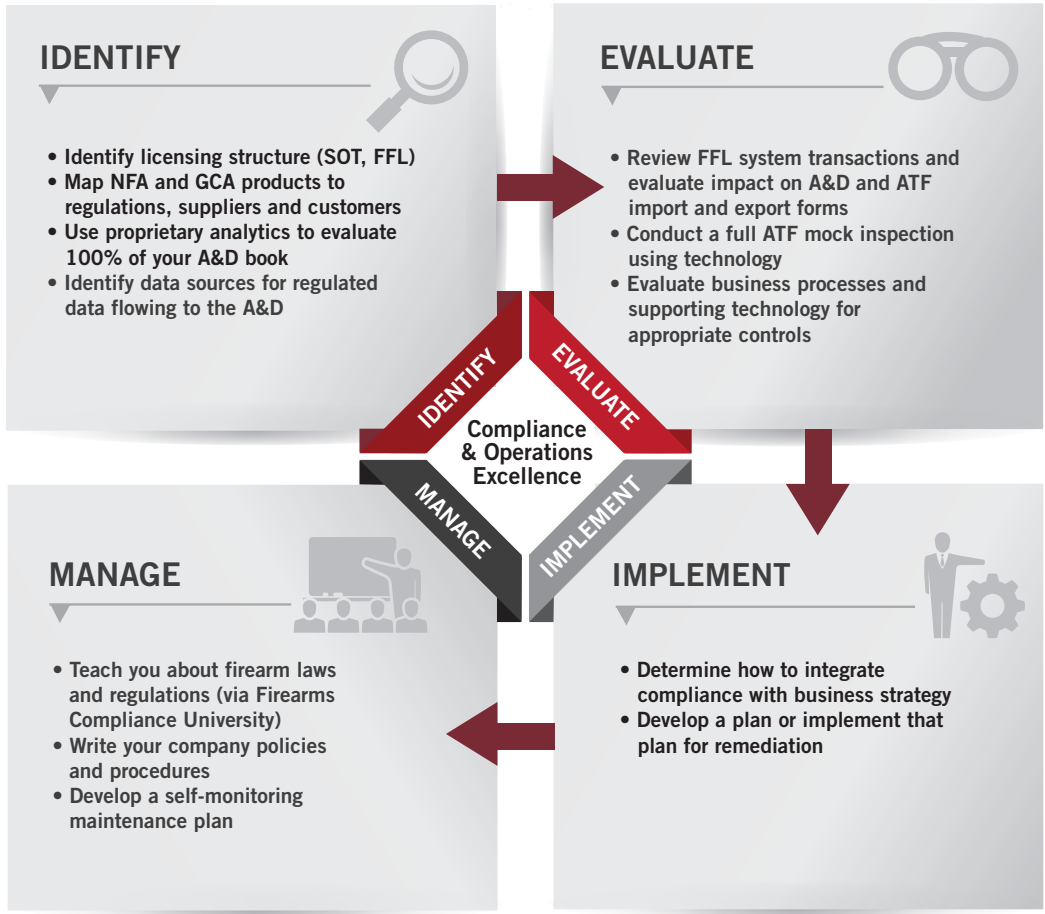 IDENTIFY
• Identify licensing structure (SOT, FFL)
• Map NFA and GCA products to
regulations, suppliers and customers
• Use proprietary analytics to evaluate
100% of your A&D book
• Identify data sources for regulated
data flowing to the A&D
EVALUATE
• Review FFL system transactions and
evaluate impact on A&D and ATF
import and export forms
• Conduct a full ATF mock inspection
using technology
• Evaluate business processes and
supporting technology for
appropriate controls
IDENTIFY
EVALUATE
Compliance
& Operations
Excellence
MANAGE
IMPLEMENT
MANAGE
• Teach you about firearm laws
and regulations (via Firearms
Compliance University)
• Write your company policies
and procedures
• Develop a self-monitoring
maintenance plan
IMPLEMENT
• Determine how to integrate
compliance with business strategy
• Develop a plan or implement that
plan for remediation